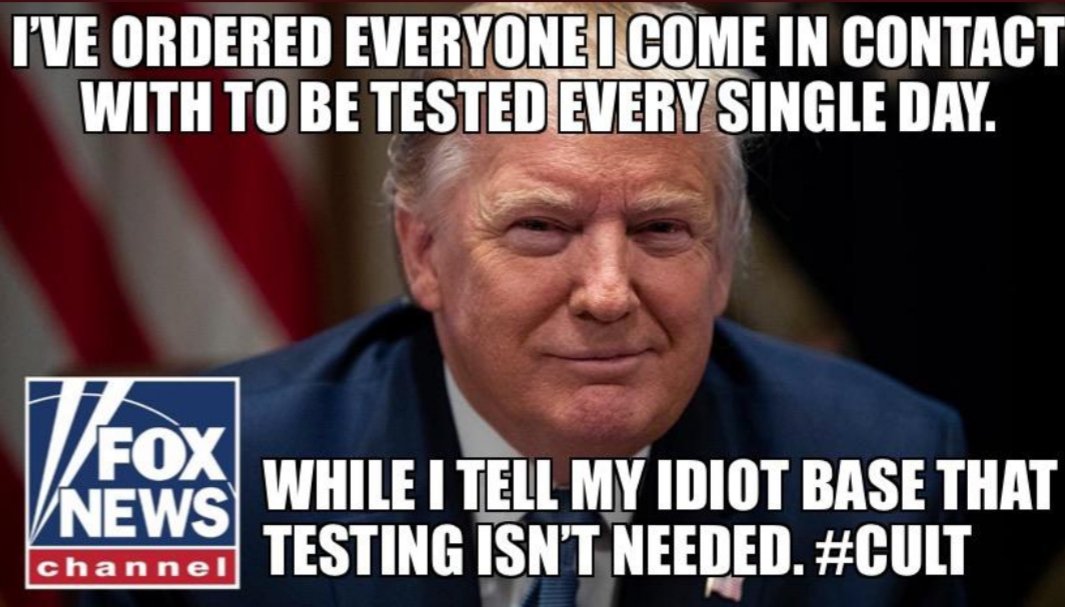 I'VE ORDERED EVERYONE I COME IN CONTACT
WITH TO BE TESTED EVERY SINGLE DAY.
FOX
NEWS
channel
WHILE I TELL MY IDIOT BASE THAT
TESTING ISN'T NEEDED. #CULT